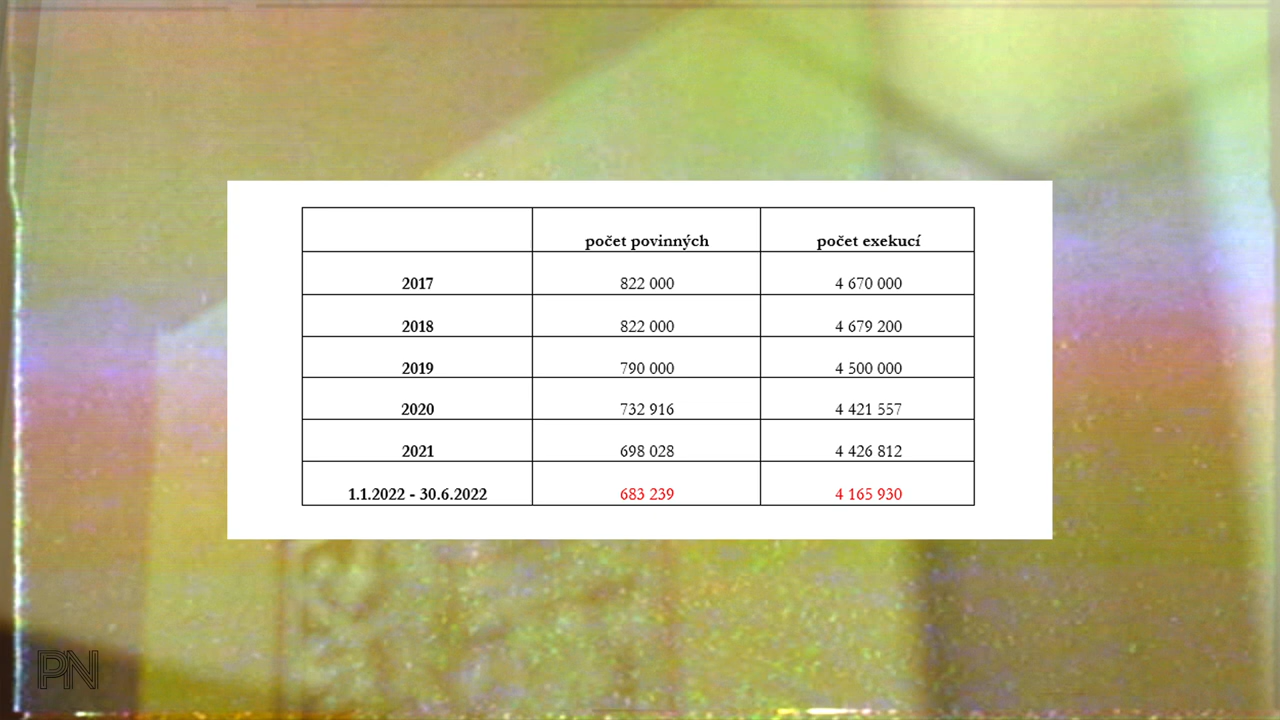 počet povinných počet exekucí
2017 822 000 4 670 000
2018 822 000 4 679 200
2019 790 000 4 500 000
2020 732 916 4 421 557
2021 698 028 4 426 812
1.1.2022 - 30.6.2022 683 239 4 165 930
PN